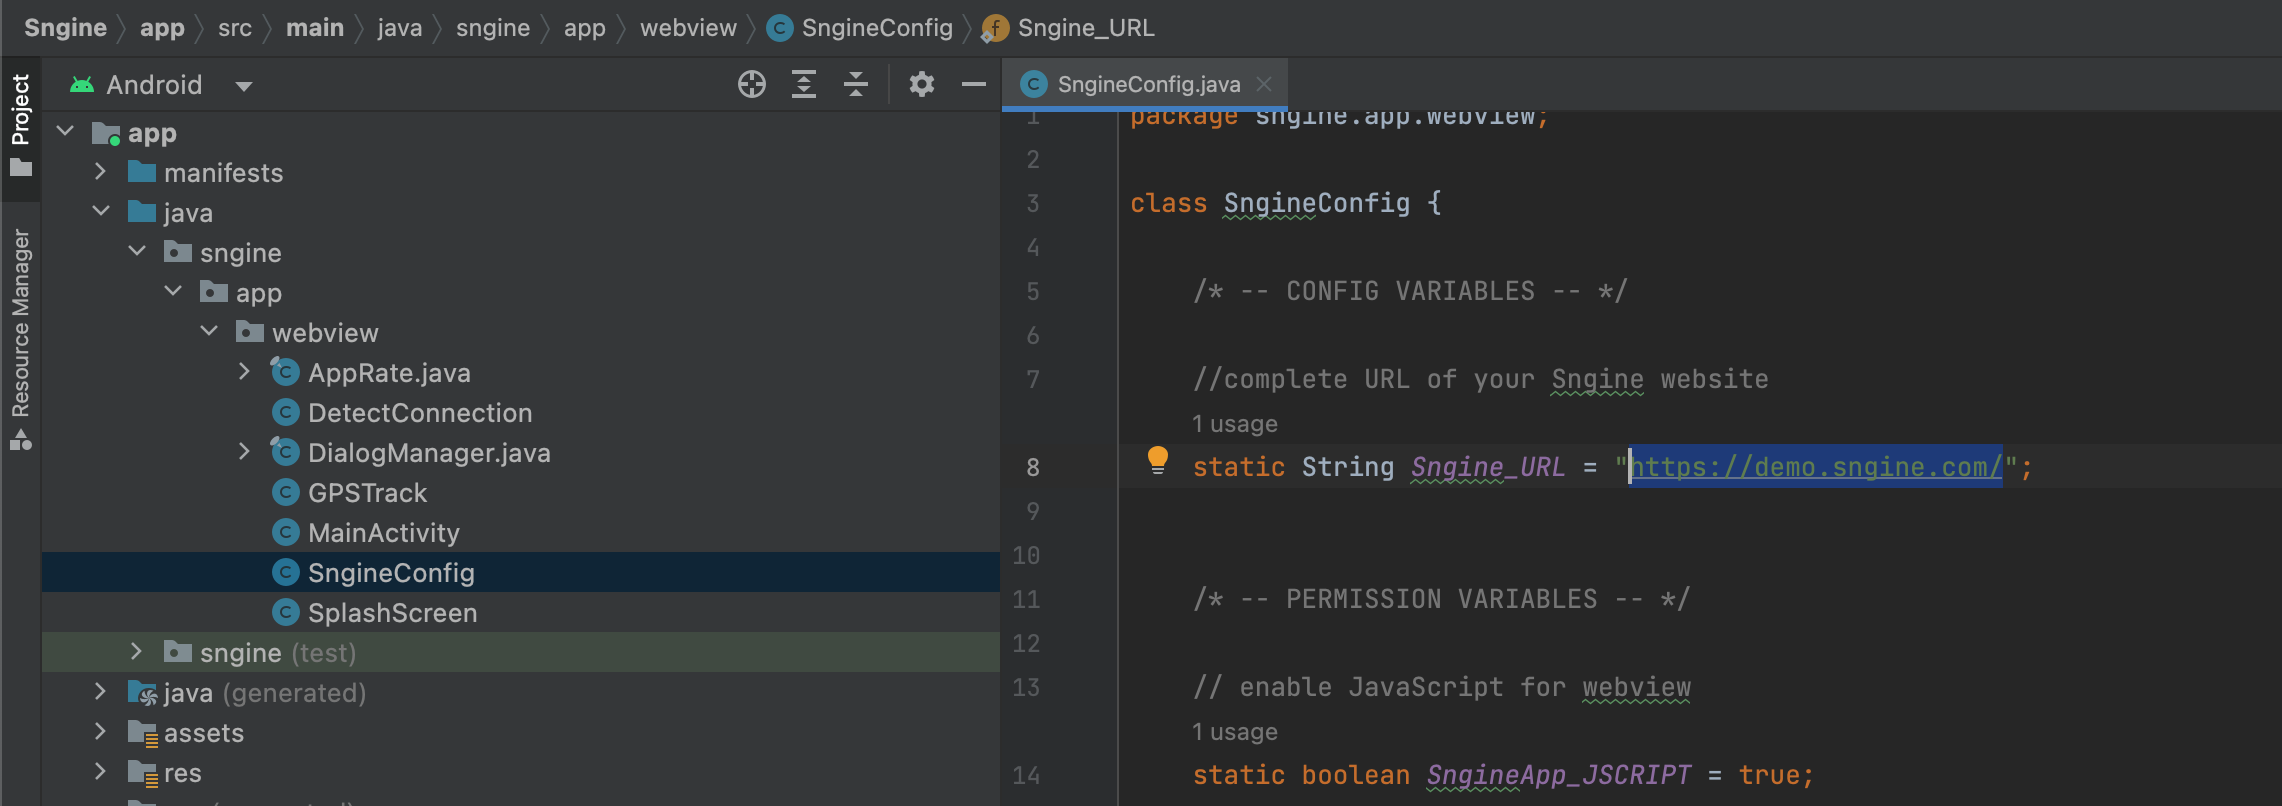 Sngine app src main java sngine app webview SngineConfig Sngine_URL
Project
Resource Manager
Android
app
manifests
java
sngine
app
webview
AppRate.java
DetectConnection
DialogManager.java
GPSTrack
MainActivity
SngineConfig
SplashScreen
sngine (test)
java (generated)
assets
res
SngineConfig.java
1 package sngine.app.webview;
2
3 class SngineConfig {
4
5 /* -- CONFIG VARIABLES -- */
6
7 //complete URL of your Sngine website
1 usage
8 static String Sngine_URL = "https://demo.sngine.com/";
9
10
11 /* -- PERMISSION VARIABLES -- */
12
13 // enable JavaScript for webview
1 usage
14 static boolean SngineApp_JSCRIPT = true;